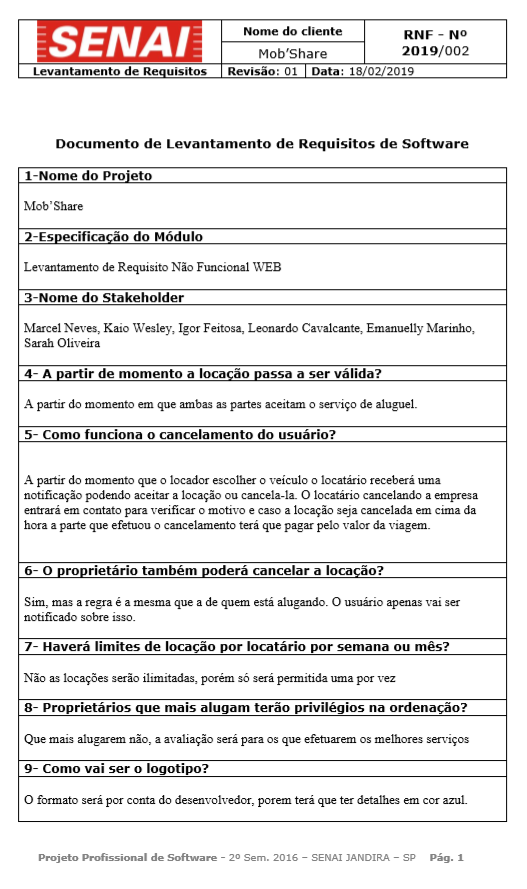 SENAI
Nome do cliente
Mob’Share
RNF - Nº
2019/002
Levantamento de Requisitos
Revisão: 01
Data: 18/02/2019
Documento de Levantamento de Requisitos de Software
1-Nome do Projeto
Mob’Share
2-Especificação do Módulo
Levantamento de Requisito Não Funcional WEB
3-Nome do Stakeholder
Marcel Neves, Kaio Wesley, Igor Feitosa, Leonardo Cavalcante, Emanuelly Marinho,
Sarah Oliveira
4- A partir de momento a locação passa a ser válida?
A partir do momento em que ambas as partes aceitam o serviço de aluguel.
5- Como funciona o cancelamento do usuário?
A partir do momento que o locador escolher o veículo o locatário receberá uma
notificação podendo aceitar a locação ou cancela-la. O locatário cancelando a empresa
entrará em contato para verificar o motivo e caso a locação seja cancelada em cima da
hora a parte que efetuou o cancelamento terá que pagar pelo valor da viagem.
6- O proprietário também poderá cancelar a locação?
Sim, mas a regra é a mesma que a de quem está alugando. O usuário apenas vai ser
notificado sobre isso.
7- Haverá limites de locação por locatário por semana ou mês?
Não as locações serão ilimitadas, porém só será permitida uma por vez
8- Proprietários que mais alugam terão privilégios na ordenação?
Que mais alugarem não, a avaliação será para os que efetuarem os melhores serviços
9- Como vai ser o logotipo?
O formato será por conta do desenvolvedor, porem terá que ter detalhes em cor azul.
Projeto Profissional de Software - 2º Sem. 2016 – SENAI JANDIRA – SP Pág. 1